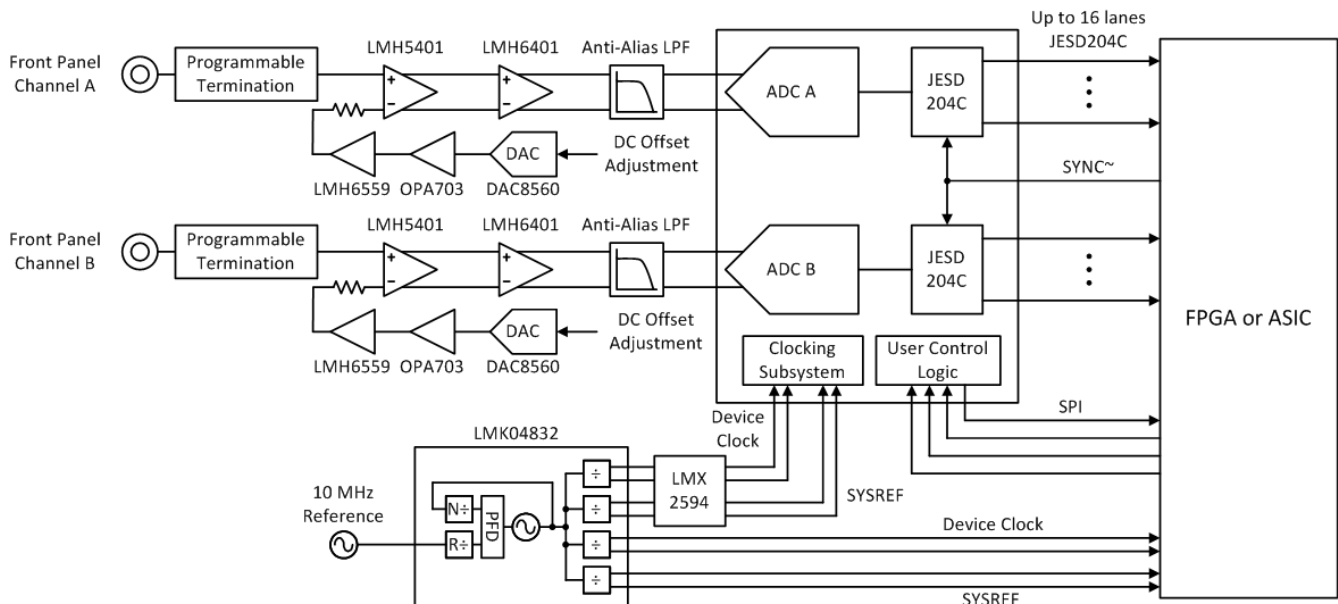 Up to 16 lanes
JESD204C
LMH5401
LMH6401
Anti-Alias LPF
Front Panel
Channel A
Programmable
Termination
+
−
+
−
ADC A
JESD
204C
DAC
DC Offset
Adjustment
LMH6559
OPA703
DAC8560
SYNC~
LMH5401
LMH6401
Anti-Alias LPF
Front Panel
Channel B
Programmable
Termination
+
−
+
−
ADC B
JESD
204C
DAC
DC Offset
Adjustment
LMH6559
OPA703
DAC8560
FPGA or ASIC
Clocking
Subsystem
User Control
Logic
SPI
Device
Clock
LMK04832
10 MHz
Reference
N÷
R÷
PFD
÷
÷
÷
÷
LMX
2594
SYSREF
Device Clock
SYSREF